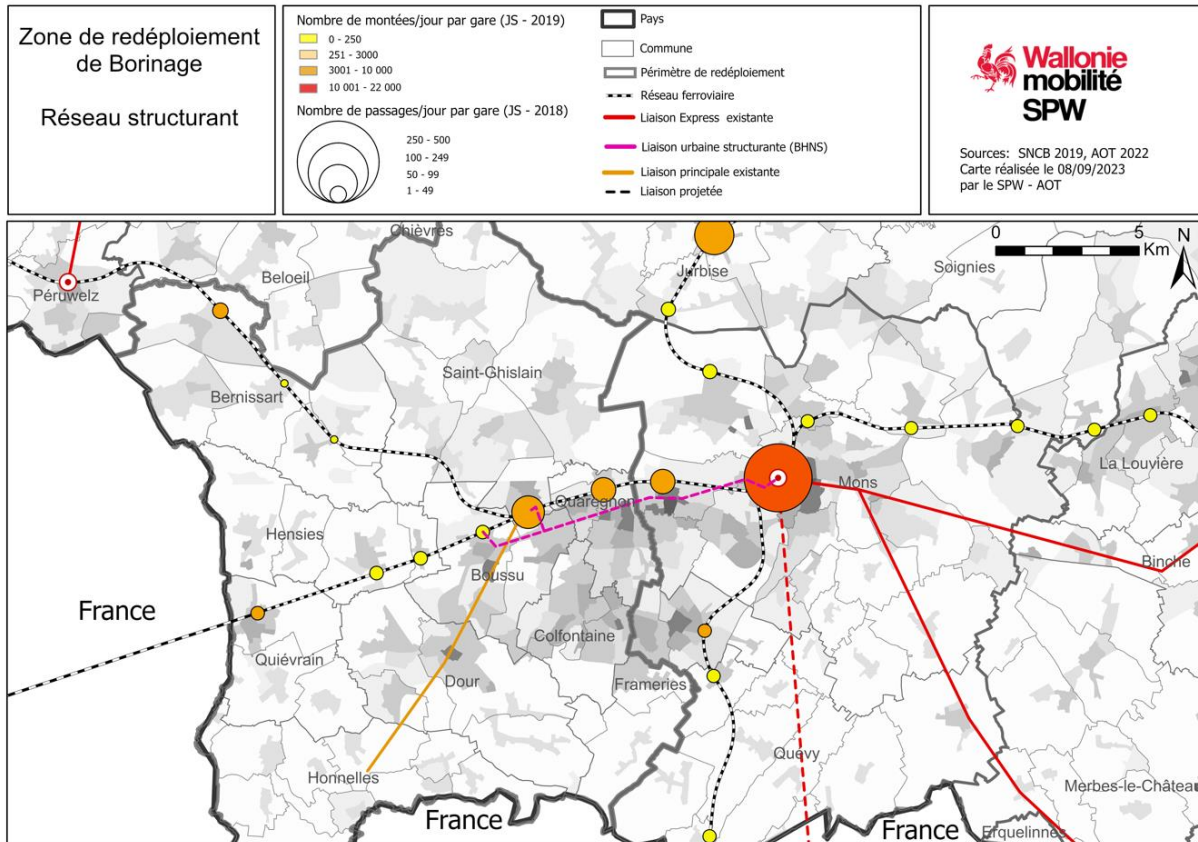 Zone de redéploiement
de Borinage
Réseau structurant
Nombre de montées/jour par gare (JS - 2019)
0 - 250
251 - 3000
3001 - 10 000
10 001 - 22 000
Nombre de passages/jour par gare (JS - 2018)
250 - 500
100 - 249
50 - 99
1 - 49
Pays
Commune
Périmètre de redéploiement
Réseau ferroviaire
Liaison Express existante
Liaison urbaine structurante (BHNS)
Liaison principale existante
Liaison projetée
Wallonie
mobilité
SPW
Sources: SNCB 2019, AOT 2022
Carte réalisée le 08/09/2023
par le SPW - AOT
Chièvres
0 5
Km
N
Beloeil
Jurbise
Soignies
Péruwelz
Saint-Ghislain
Bernissart
La Louvière
Mons
Quaregnon
Hensies
Binche
Boussu
France
Colfontaine
Quiévrain
Dour
Frameries
Quévy
Honnelles
Merbes-le-Châtea
France
France
Erquelinnes